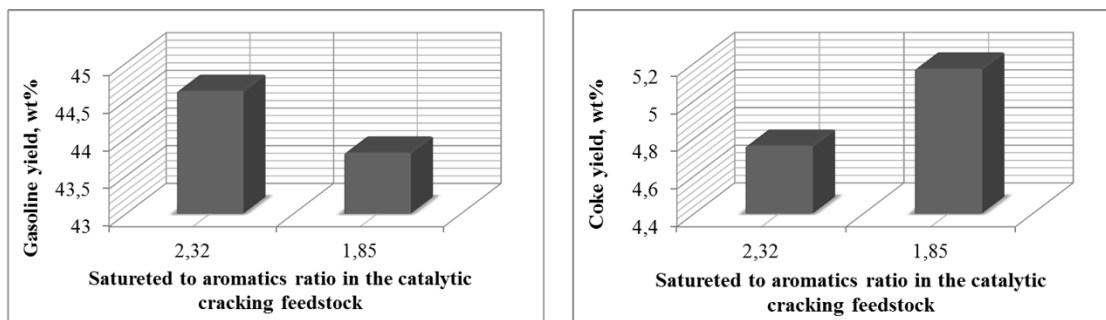 Gasoline yield, wt%
45
44,5
44
43,5
43
2,32
1,85
Satureted to aromatics ratio in the catalytic
cracking feedstock
Coke yield, wt%
5,2
5
4,8
4,6
4,4
2,32
1,85
Satureted to aromatics ratio in the catalytic
cracking feedstock